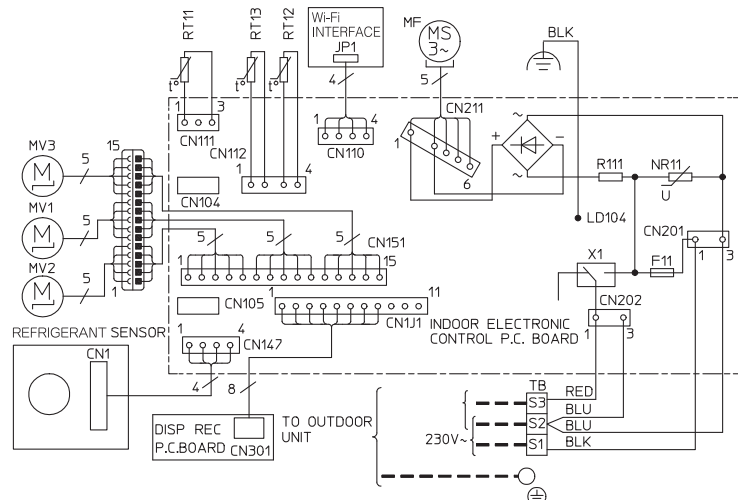 RT11
RT13
RT12
Wi-Fi
INTERFACE
JP1
MF
MS
3~
BLK
t°
t°
t°
4
5
1
3
CN111
CN112
1
4
1
4
CN110
CN211
1
6
+
−
~
~
R111
NR11
U
LD104
CN201
1
3
MV3
M
5
15
MV1
M
5
MV2
M
5
1
CN104
5
5
5
CN151
1
15
CN105
1
11
CN1J1
X1
F11
CN202
1
3
INDOOR ELECTRONIC
CONTROL P.C. BOARD
REFRIGERANT SENSOR
CN1
1
4
CN147
4
8
DISP REC
P.C.BOARD
CN301
TO OUTDOOR
UNIT
230V~
TB
S3
S2
S1
RED
BLU
BLU
BLK